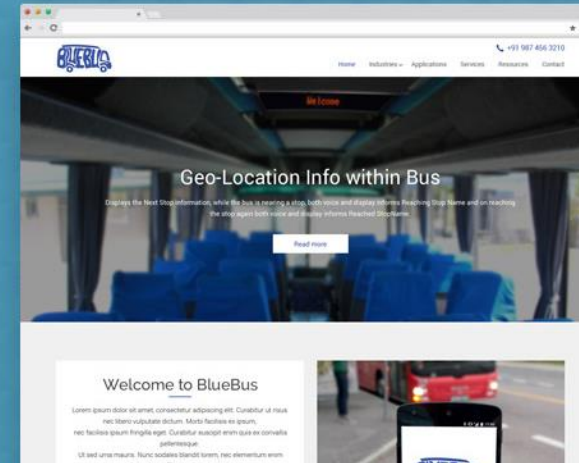 BLUEBUS
+91 987 456 3210
Home Industries Applications Services Resources Contact
Welcome
Geo-Location Info within Bus
Displays the Next Stop information, while the bus is nearing a stop, both voice and display informs Reaching Stop Name and on reaching
the stop again both voice and display informs Reached StopName
Read more
Welcome to BlueBus
Lorem ipsum dolor sit amet, consectetur adipiscing elit. Curabitur ut risus
nec libero vulputate dictum. Morbi facilisis ex ipsum,
nec facilisis ipsum fringilla eget. Curabitur suscipit enim quis ex convallis
pellentesque.
Ut sed urna mauris. Nunc sodales blandit lorem, nec elementum enim